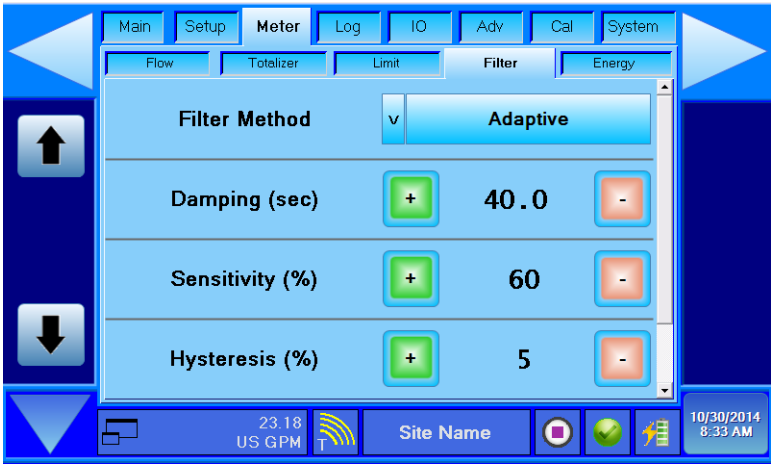 Main Setup Meter Log IO Adv Cal System
Flow Totalizer Limit Filter Energy
Filter Method v Adaptive
Damping (sec) + 40.0 -
Sensitivity (%) + 60 -
Hysteresis (%) + 5 -
23.18
US GPM
T
Site Name
10/30/2014
8:33 AM